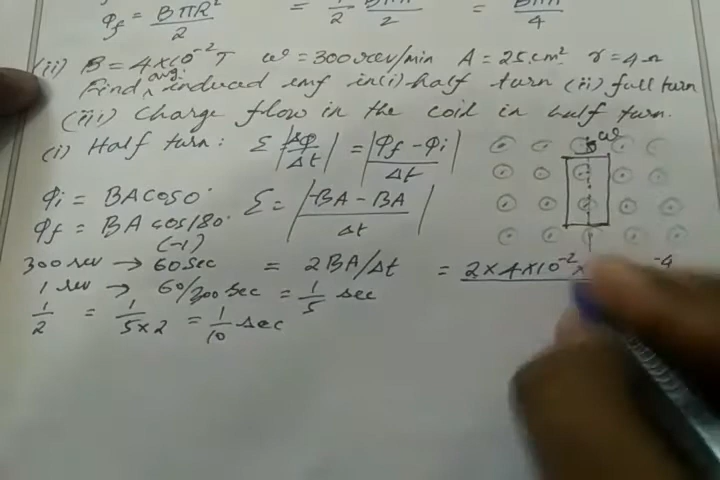 φf = BπR² / 2 = 1/2 BπR² / 2 = BπR² / 4
(ii) B = 4×10⁻² T ω = 300 rev/min A = 25 cm² r = 4 Ω
Find avg. induced emf in (i) half turn (ii) full turn
(iii) Charge flow in the coil in half turn.
(i) Half turn: Ɛ |Δφ/Δt| = |φf - φi / Δt| ω
φi = BA cos 0°
Ɛ = |-BA - BA / Δt|
φf = BA cos 180°
(-1)
300 rev → 60 sec = 2BA/Δt = 2×4×10⁻²× ⁻⁴
1 rev → 60/300 sec = 1/5 sec
1/2 = 1/5×2 = 1/10 sec